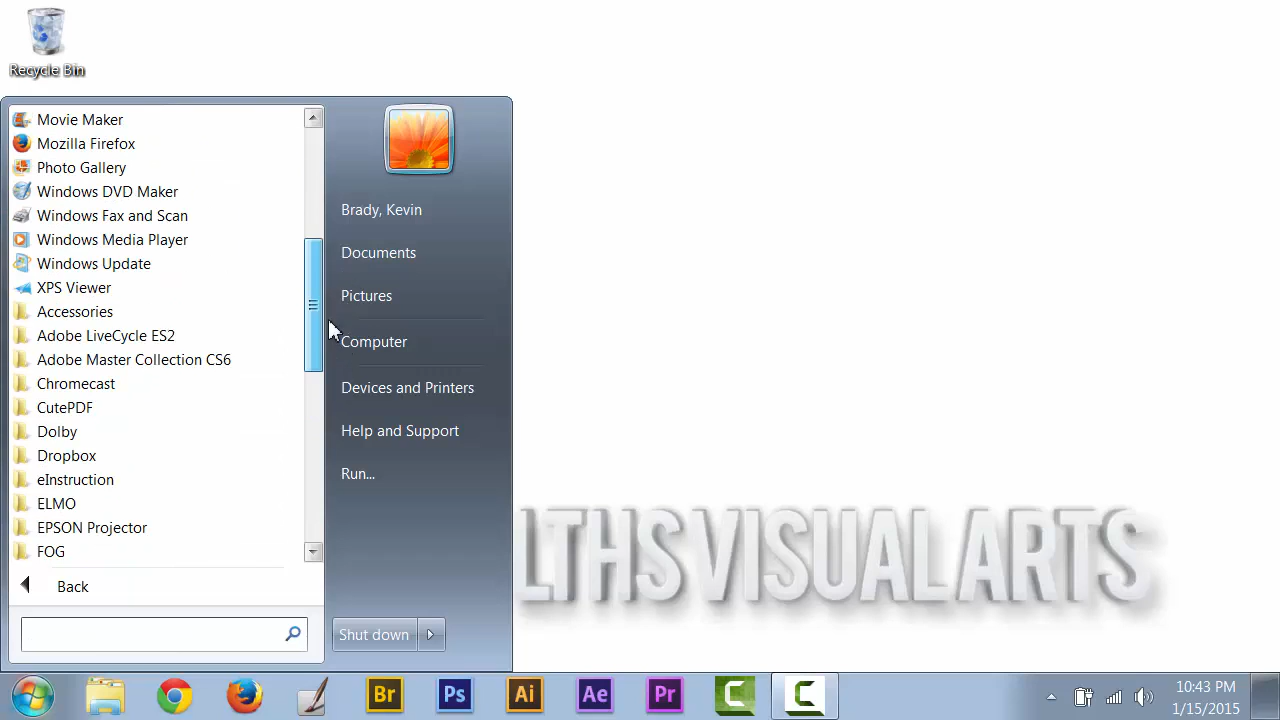 Recycle Bin
Movie Maker
Mozilla Firefox
Photo Gallery
Windows DVD Maker
Windows Fax and Scan
Windows Media Player
Windows Update
XPS Viewer
Accessories
Adobe LiveCycle ES2
Adobe Master Collection CS6
Chromecast
CutePDF
Dolby
Dropbox
eInstruction
ELMO
EPSON Projector
FOG
Back
Brady, Kevin
Documents
Pictures
Computer
Devices and Printers
Help and Support
Run...
Shut down
LTHS VISUAL ARTS
Br
Ps
Ai
Ae
Pr
C
C
10:43 PM
1/15/2015